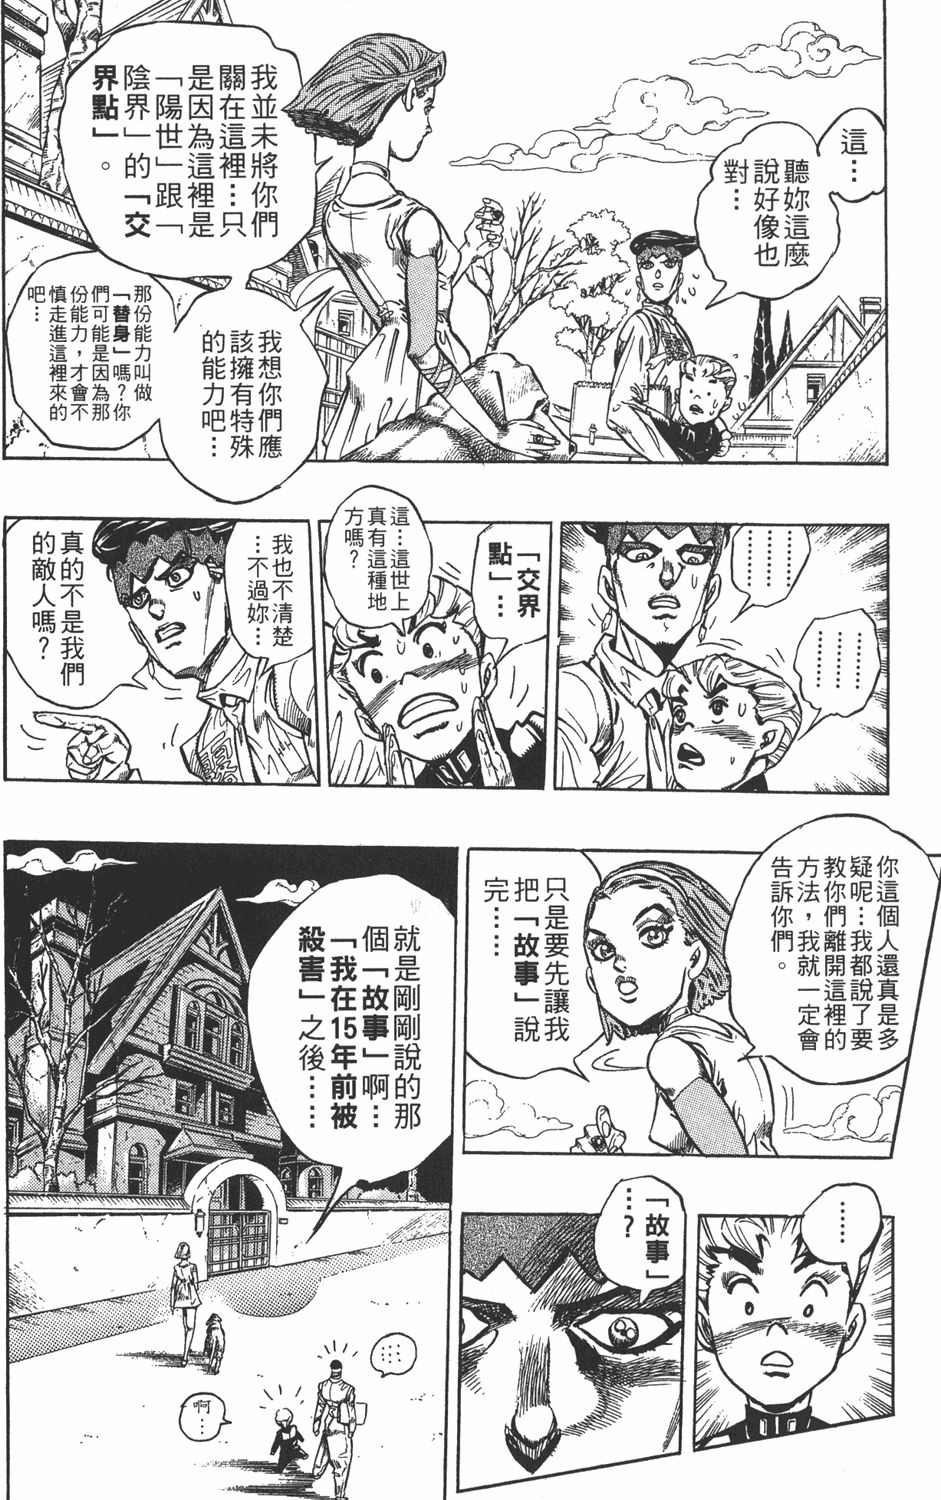 這…
聽妳這麼
說好像也
對…
我並未將你們
關在這裡…只
是因為這裡是
「陽世」跟「
陰界」的「交
界點」。
我想你們應
該擁有特殊
的能力吧…
那份能力叫做
「替身」嗎？你
們可能是因為那
份能力，才會不
慎走進這裡來的
吧…
…………
…………
「交界
點」…
這…這世上
真有這種地
方嗎？
我也不清楚
…不過妳…
真的不是我們
的敵人嗎？
你這個人還真是多
疑呢…我都說了要
教你們離開這裡的
方法，我就一定會
告訴你們。
只是要先讓我
把「故事」說
完……
……
「故事」
…？
就是剛剛說的那
個「故事」啊…
「我在15年前被
殺害」之後……
……
啊…